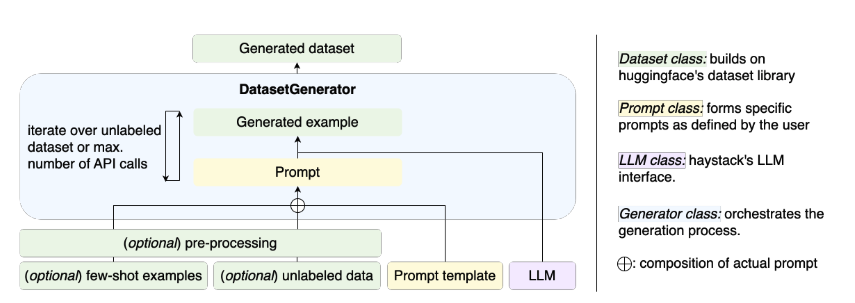 Generated dataset
DatasetGenerator
Generated example
iterate over unlabeled
dataset or max.
number of API calls
Prompt
(optional) pre-processing
(optional) few-shot examples
(optional) unlabeled data
Prompt template
LLM
Dataset class: builds on
huggingface's dataset library
Prompt class: forms specific
prompts as defined by the user
LLM class: haystack's LLM
interface.
Generator class: orchestrates the
generation process.
⊕: composition of actual prompt